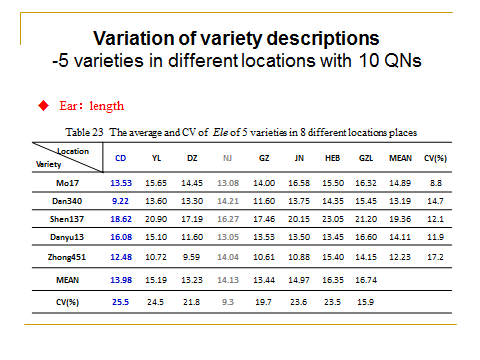 Variation of variety descriptions
-5 varieties in different locations with 10 QNs
Ear: length
Table 23 The average and CV of Ele of 5 varieties in 8 different locations places
Location
Variety
CD YL DZ NJ GZ JN HEB GZL MEAN CV(%)
Mo17 13.53 15.65 14.45 13.08 14.00 16.58 15.50 16.32 14.89 8.8
Dan340 9.22 13.60 13.30 14.21 11.60 13.75 14.35 15.45 13.19 14.7
Shen137 18.62 20.90 17.19 16.27 17.46 20.15 23.05 21.20 19.36 12.1
Danyu13 16.08 15.10 11.60 13.05 13.53 13.50 13.45 16.60 14.11 11.9
Zhong451 12.48 10.72 9.59 14.04 10.61 10.88 15.40 14.15 12.23 17.2
MEAN 13.98 15.19 13.23 14.13 13.44 14.97 16.35 16.74
CV(%) 25.5 24.5 21.8 9.3 19.7 23.6 23.5 15.9